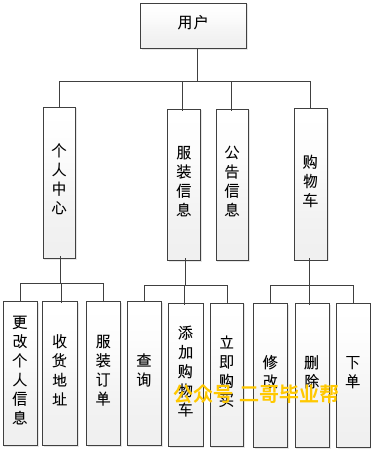 用户
个人中心
服装信息
公告信息
购物车
更改个人信息
收货地址
服装订单
查询
添加购物车
立即购买
修改
删除
下单
公众号 二哥毕业帮